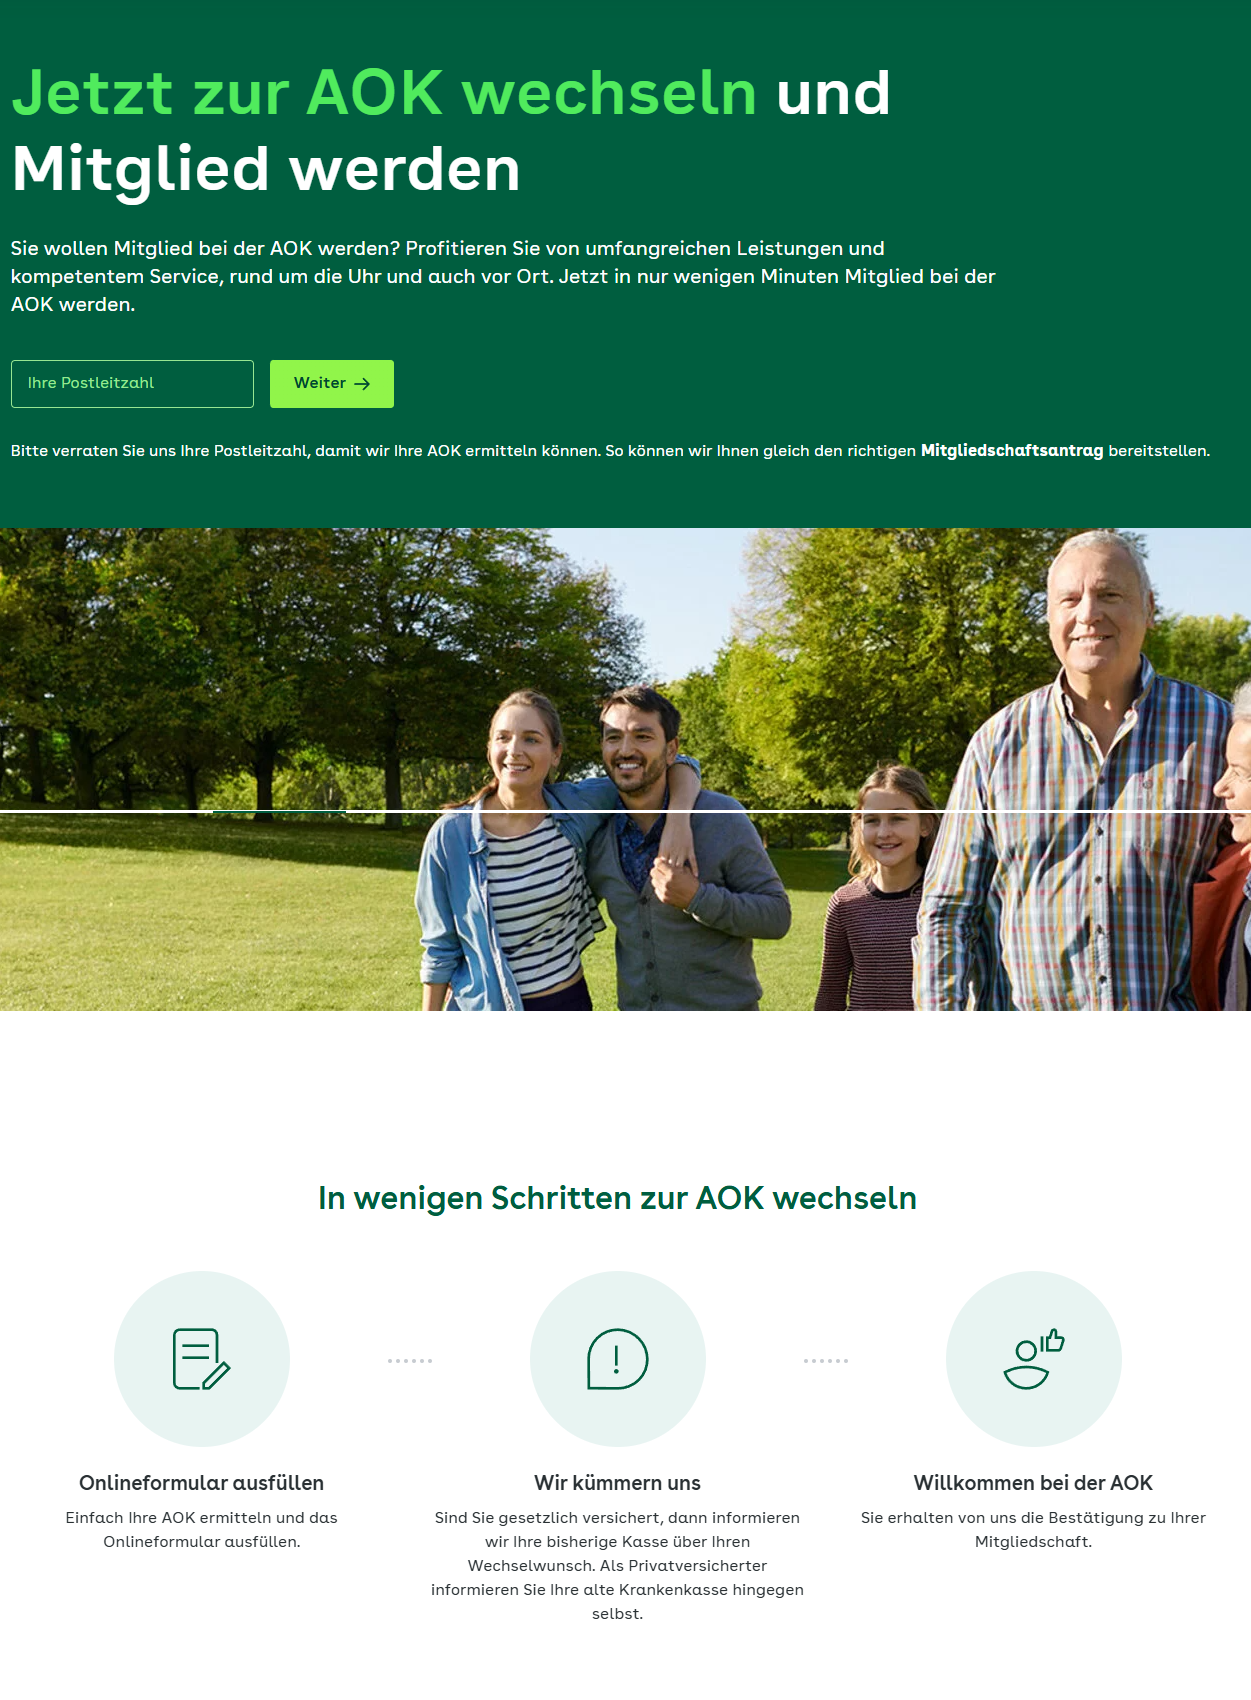 Jetzt zur AOK wechseln und
Mitglied werden
Sie wollen Mitglied bei der AOK werden? Profitieren Sie von umfangreichen Leistungen und
kompetentem Service, rund um die Uhr und auch vor Ort. Jetzt in nur wenigen Minuten Mitglied bei der
AOK werden.
Ihre Postleitzahl
Weiter →
Bitte verraten Sie uns Ihre Postleitzahl, damit wir Ihre AOK ermitteln können. So können wir Ihnen gleich den richtigen Mitgliedschaftsantrag bereitstellen.
In wenigen Schritten zur AOK wechseln
Onlineformular ausfüllen
Einfach Ihre AOK ermitteln und das
Onlineformular ausfüllen.
Wir kümmern uns
Sind Sie gesetzlich versichert, dann informieren
wir Ihre bisherige Kasse über Ihren
Wechselwunsch. Als Privatversicherter
informieren Sie Ihre alte Krankenkasse hingegen
selbst.
Willkommen bei der AOK
Sie erhalten von uns die Bestätigung zu Ihrer
Mitgliedschaft.